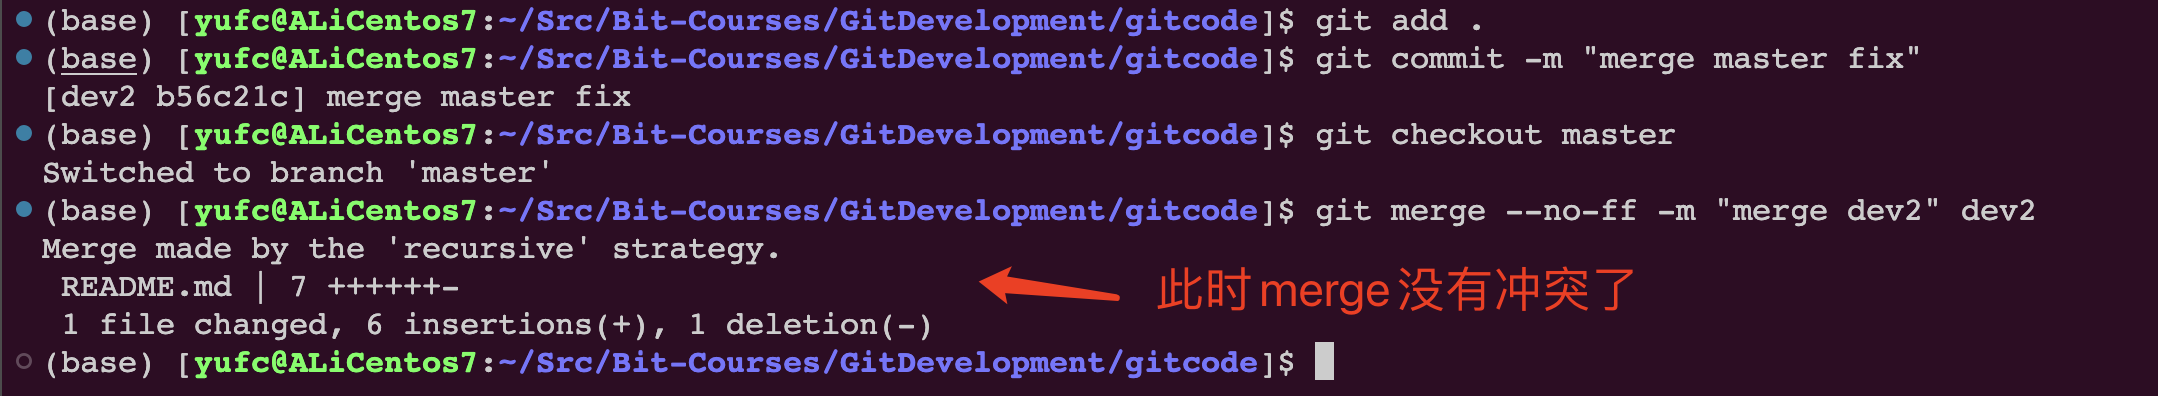 (base) [yufc@ALiCentos7:~/Src/Bit-Courses/GitDevelopment/gitcode]$ git add .
(base) [yufc@ALiCentos7:~/Src/Bit-Courses/GitDevelopment/gitcode]$ git commit -m "merge master fix"
[dev2 b56c21c] merge master fix
(base) [yufc@ALiCentos7:~/Src/Bit-Courses/GitDevelopment/gitcode]$ git checkout master
Switched to branch 'master'
(base) [yufc@ALiCentos7:~/Src/Bit-Courses/GitDevelopment/gitcode]$ git merge --no-ff -m "merge dev2" dev2
Merge made by the 'recursive' strategy.
README.md | 7 ++++++-
此时merge没有冲突了
1 file changed, 6 insertions(+), 1 deletion(-)
(base) [yufc@ALiCentos7:~/Src/Bit-Courses/GitDevelopment/gitcode]$